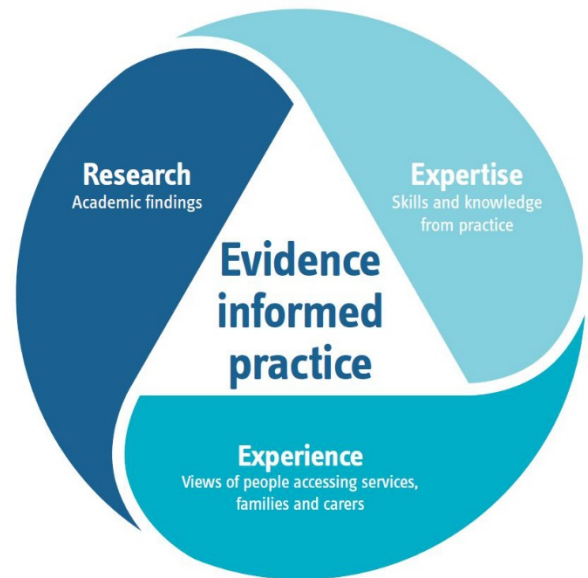 Research
Academic findings
Expertise
Skills and knowledge
from practice
Evidence
informed
practice
Experience
Views of people accessing services,
families and carers